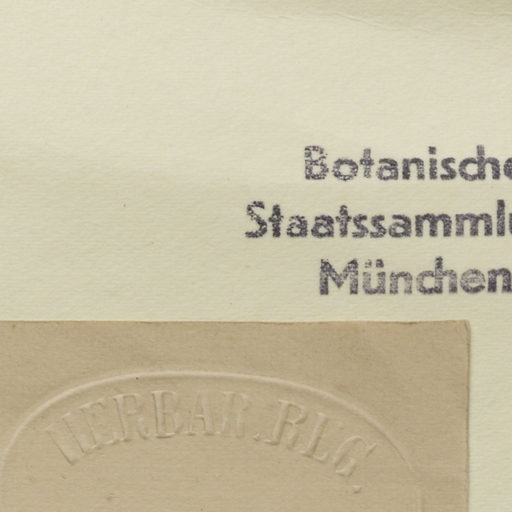 Botanische
Staatssammlu
München
HERBAR. REG.